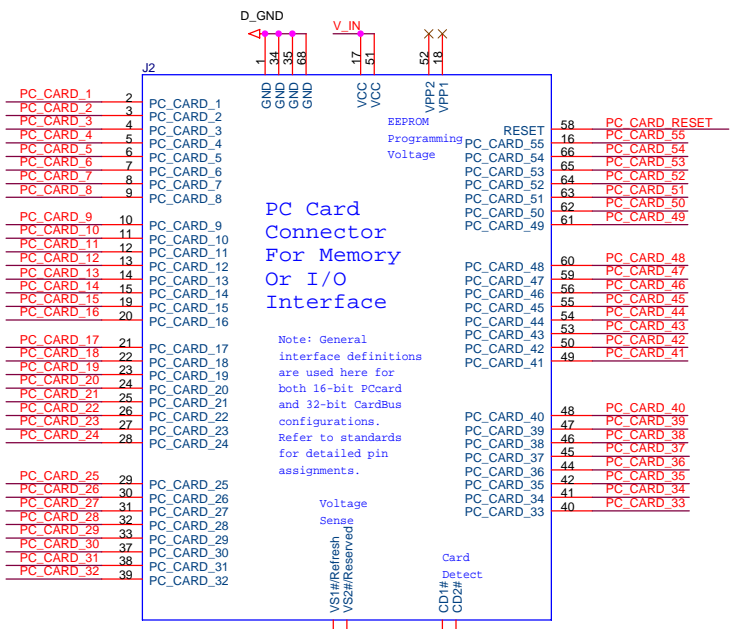 D_GND
V_IN
1
34
35
68
17
51
52
18
J2
GND
GND
GND
GND
VCC
VCC
VPP2
VPP1
EEPROM
Programming
Voltage
PC_CARD_1 2 PC_CARD_1
PC_CARD_2 3 PC_CARD_2
PC_CARD_3 4 PC_CARD_3
PC_CARD_4 5 PC_CARD_4
PC_CARD_5 6 PC_CARD_5
PC_CARD_6 7 PC_CARD_6
PC_CARD_7 8 PC_CARD_7
PC_CARD_8 9 PC_CARD_8
PC_CARD_9 10 PC_CARD_9
PC_CARD_10 11 PC_CARD_10
PC_CARD_11 12 PC_CARD_11
PC_CARD_12 13 PC_CARD_12
PC_CARD_13 14 PC_CARD_13
PC_CARD_14 15 PC_CARD_14
PC_CARD_15 19 PC_CARD_15
PC_CARD_16 20 PC_CARD_16
PC_CARD_17 21 PC_CARD_17
PC_CARD_18 22 PC_CARD_18
PC_CARD_19 23 PC_CARD_19
PC_CARD_20 24 PC_CARD_20
PC_CARD_21 25 PC_CARD_21
PC_CARD_22 26 PC_CARD_22
PC_CARD_23 27 PC_CARD_23
PC_CARD_24 28 PC_CARD_24
PC_CARD_25 29 PC_CARD_25
PC_CARD_26 30 PC_CARD_26
PC_CARD_27 31 PC_CARD_27
PC_CARD_28 32 PC_CARD_28
PC_CARD_29 33 PC_CARD_29
PC_CARD_30 37 PC_CARD_30
PC_CARD_31 38 PC_CARD_31
PC_CARD_32 39 PC_CARD_32
PC Card
Connector
For Memory
Or I/O
Interface
Note: General
interface definitions
are used here for
both 16-bit PCcard
and 32-bit CardBus
configurations.
Refer to standards
for detailed pin
assignments.
Voltage
Sense
VS1#/Refresh
VS2#/Reserved
Card
Detect
CD1#
CD2#
RESET 58 PC_CARD_RESET
PC_CARD_55 16 PC_CARD_55
PC_CARD_54 66 PC_CARD_54
PC_CARD_53 65 PC_CARD_53
PC_CARD_52 64 PC_CARD_52
PC_CARD_51 63 PC_CARD_51
PC_CARD_50 62 PC_CARD_50
PC_CARD_49 61 PC_CARD_49
PC_CARD_48 60 PC_CARD_48
PC_CARD_47 59 PC_CARD_47
PC_CARD_46 56 PC_CARD_46
PC_CARD_45 55 PC_CARD_45
PC_CARD_44 54 PC_CARD_44
PC_CARD_43 53 PC_CARD_43
PC_CARD_42 50 PC_CARD_42
PC_CARD_41 49 PC_CARD_41
PC_CARD_40 48 PC_CARD_40
PC_CARD_39 47 PC_CARD_39
PC_CARD_38 46 PC_CARD_38
PC_CARD_37 45 PC_CARD_37
PC_CARD_36 44 PC_CARD_36
PC_CARD_35 42 PC_CARD_35
PC_CARD_34 41 PC_CARD_34
PC_CARD_33 40 PC_CARD_33